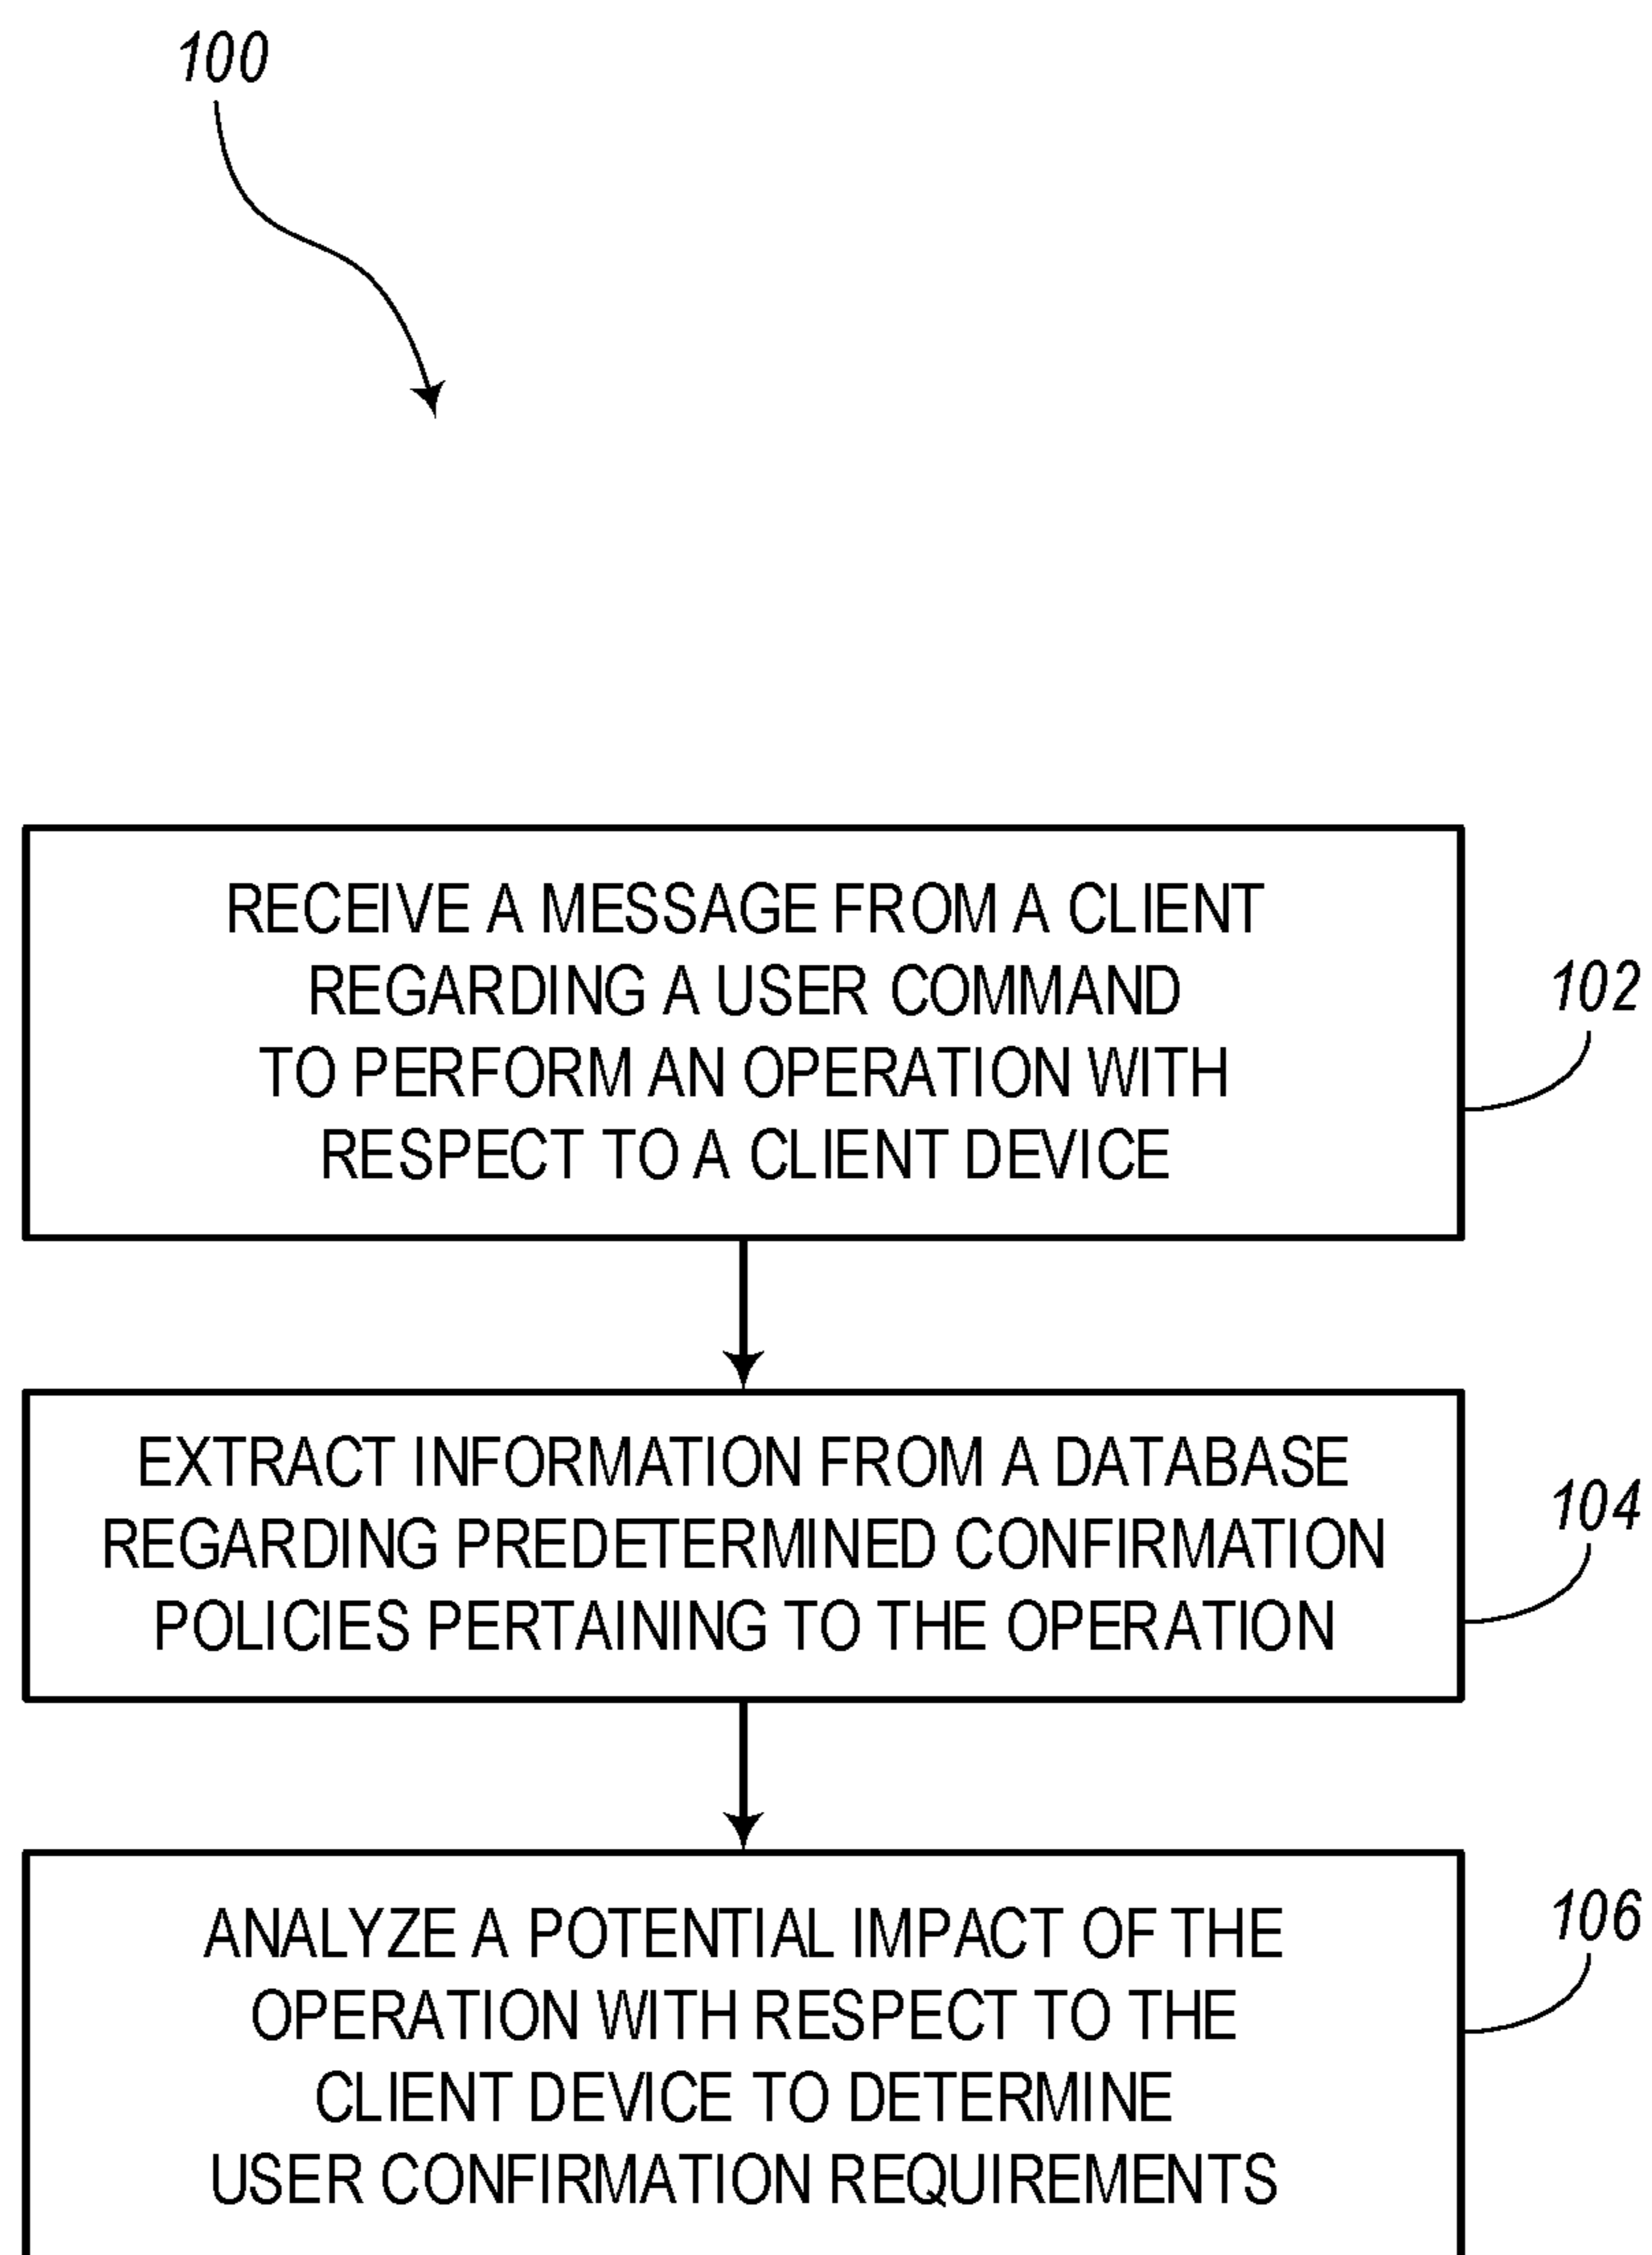 100
RECEIVE A MESSAGE FROM A CLIENT
REGARDING A USER COMMAND
TO PERFORM AN OPERATION WITH
RESPECT TO A CLIENT DEVICE
102
EXTRACT INFORMATION FROM A DATABASE
REGARDING PREDETERMINED CONFIRMATION
POLICIES PERTAINING TO THE OPERATION
104
ANALYZE A POTENTIAL IMPACT OF THE
OPERATION WITH RESPECT TO THE
CLIENT DEVICE TO DETERMINE
USER CONFIRMATION REQUIREMENTS
106